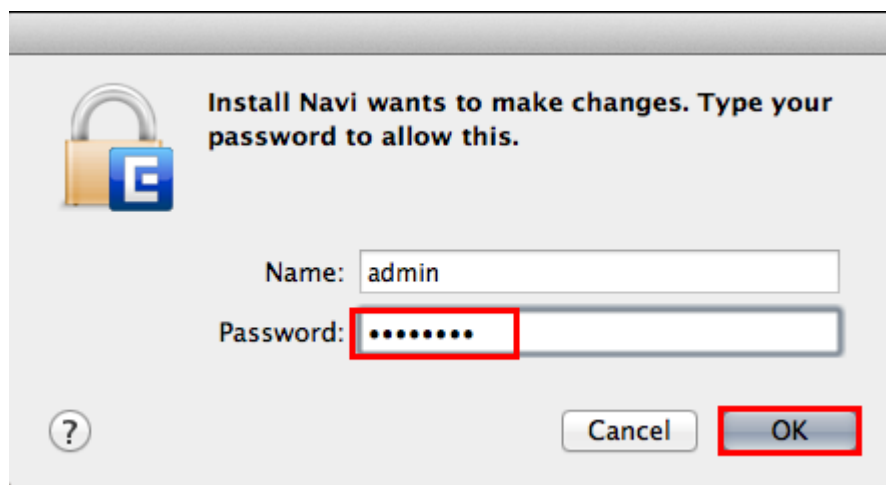 Install Navi wants to make changes. Type your
password to allow this.
Name: admin
Password: ••••••••
? Cancel OK